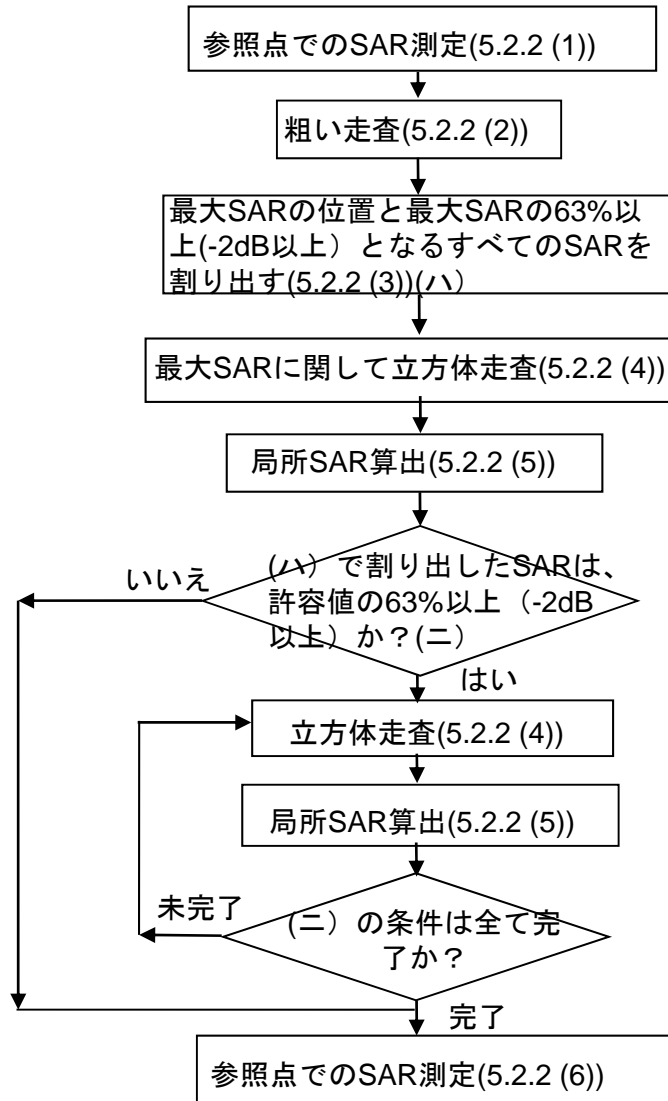 参照点でのSAR測定(5.2.2 (1))
粗い走査(5.2.2 (2))
最大SARの位置と最大SARの63%以
上(-2dB以上）となるすべてのSARを
割り出す(5.2.2 (3))(ハ）
最大SARに関して立方体走査(5.2.2 (4))
局所SAR算出(5.2.2 (5))
(ハ）で割り出したSARは、
許容値の63%以上（-2dB
以上）か？(ニ）
いいえ
はい
立方体走査(5.2.2 (4))
局所SAR算出(5.2.2 (5))
(ニ）の条件は全て完
了か？
未完了
完了
参照点でのSAR測定(5.2.2 (6))